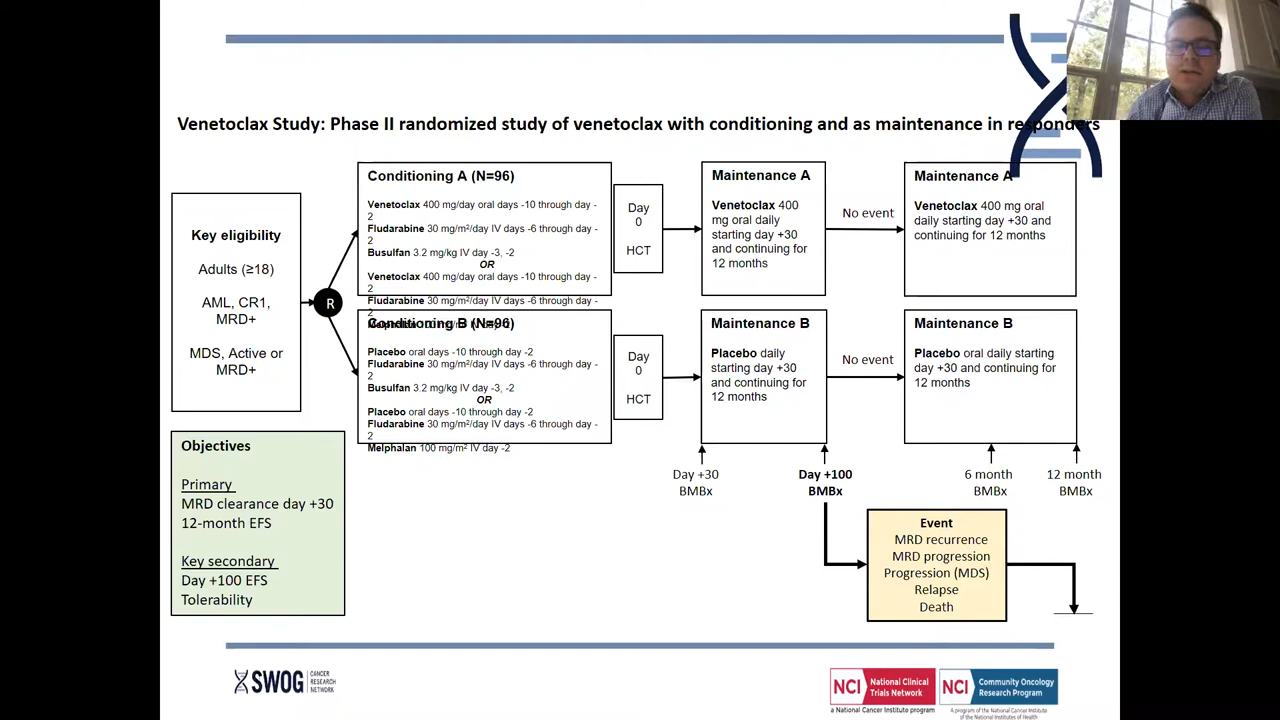 Venetoclax Study: Phase II randomized study of venetoclax with conditioning and as maintenance in responders
Key eligibility
Adults (≥18)
AML, CR1,
MRD+
MDS, Active or
MRD+
R
Conditioning A (N=96)
Venetoclax 400 mg/day oral days -10 through day -
2
Fludarabine 30 mg/m²/day IV days -6 through day -
2
Busulfan 3.2 mg/kg IV day -3, -2
OR
Venetoclax 400 mg/day oral days -10 through day -
2
Fludarabine 30 mg/m²/day IV days -6 through day -
2
Day
0
HCT
Maintenance A
Venetoclax 400
mg oral daily
starting day +30
and continuing for
12 months
No event
Maintenance A
Venetoclax 400 mg oral
daily starting day +30 and
continuing for 12 months
Conditioning B (N=96)
Placebo oral days -10 through day -2
Fludarabine 30 mg/m²/day IV days -6 through day -
2
Busulfan 3.2 mg/kg IV day -3, -2
OR
Placebo oral days -10 through day -2
Fludarabine 30 mg/m²/day IV days -6 through day -
2
Melphalan 100 mg/m² IV day -2
Day
0
HCT
Maintenance B
Placebo daily
starting day +30
and continuing for
12 months
No event
Maintenance B
Placebo oral daily starting
day +30 and continuing for
12 months
Objectives
Primary
MRD clearance day +30
12-month EFS
Key secondary
Day +100 EFS
Tolerability
Day +30
BMBx
Day +100
BMBx
6 month
BMBx
12 month
BMBx
Event
MRD recurrence
MRD progression
Progression (MDS)
Relapse
Death
SWOG
CANCER
RESEARCH
NETWORK
NCI
National Clinical
Trials Network
a National Cancer Institute program
NCI
Community Oncology
Research Program
A program of the National Cancer Institute
of the National Institutes of Health